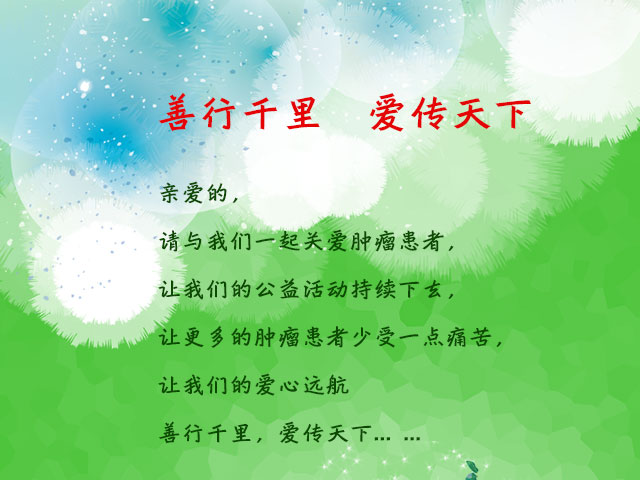 善行千里 爱传天下
亲爱的，
请与我们一起关爱肿瘤患者，
让我们的公益活动持续下去，
让更多的肿瘤患者少受一点痛苦，
让我们的爱心远航
善行千里，爱传天下... ...